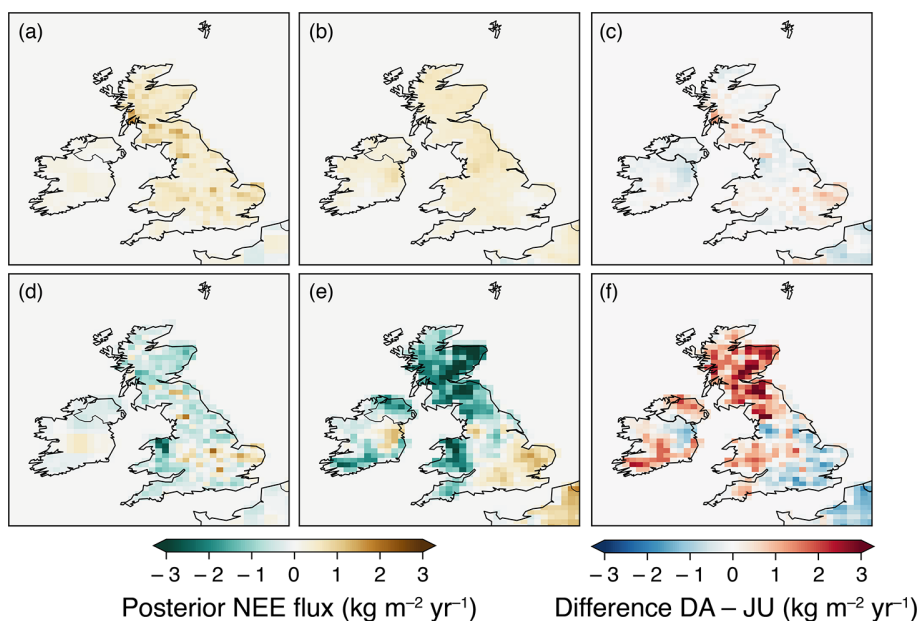 (a) (b) (c)
(d) (e) (f)
− 3 − 2 −1 0 1 2 3 − 3 − 2 −1 0 1 2 3
Posterior NEE flux (kg m⁻² yr⁻¹) Difference DA – JU (kg m⁻² yr⁻¹)